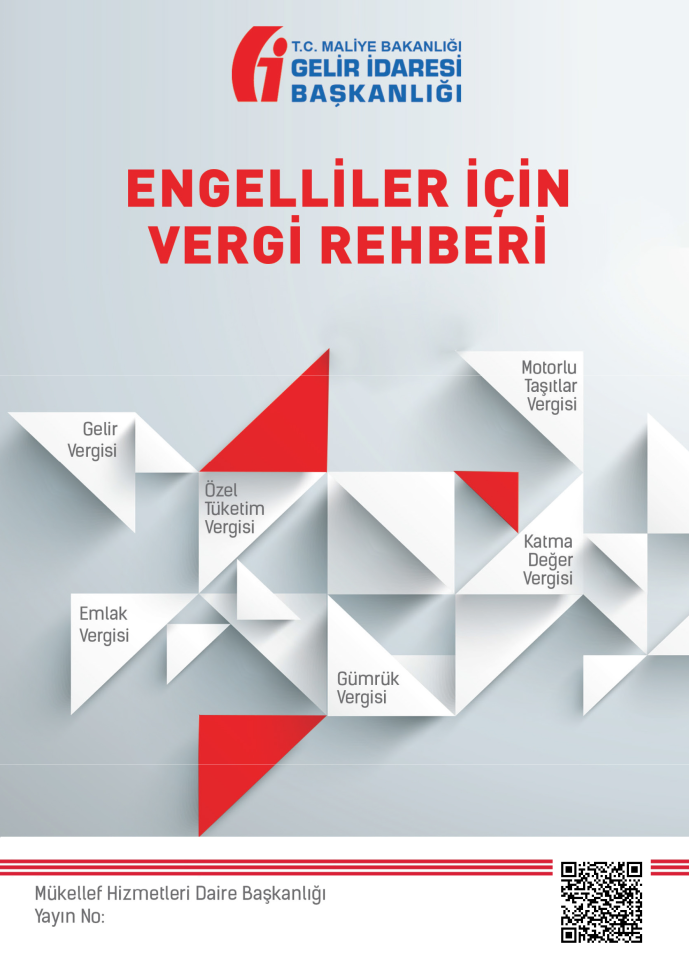 T.C. MALİYE BAKANLIĞI
GELİR İDARESİ
BAŞKANLIĞI
ENGELLİLER İÇİN
VERGİ REHBERİ
Motorlu
Taşıtlar
Vergisi
Gelir
Vergisi
Özel
Tüketim
Vergisi
Katma
Değer
Vergisi
Emlak
Vergisi
Gümrük
Vergisi
Mükellef Hizmetleri Daire Başkanlığı
Yayın No: